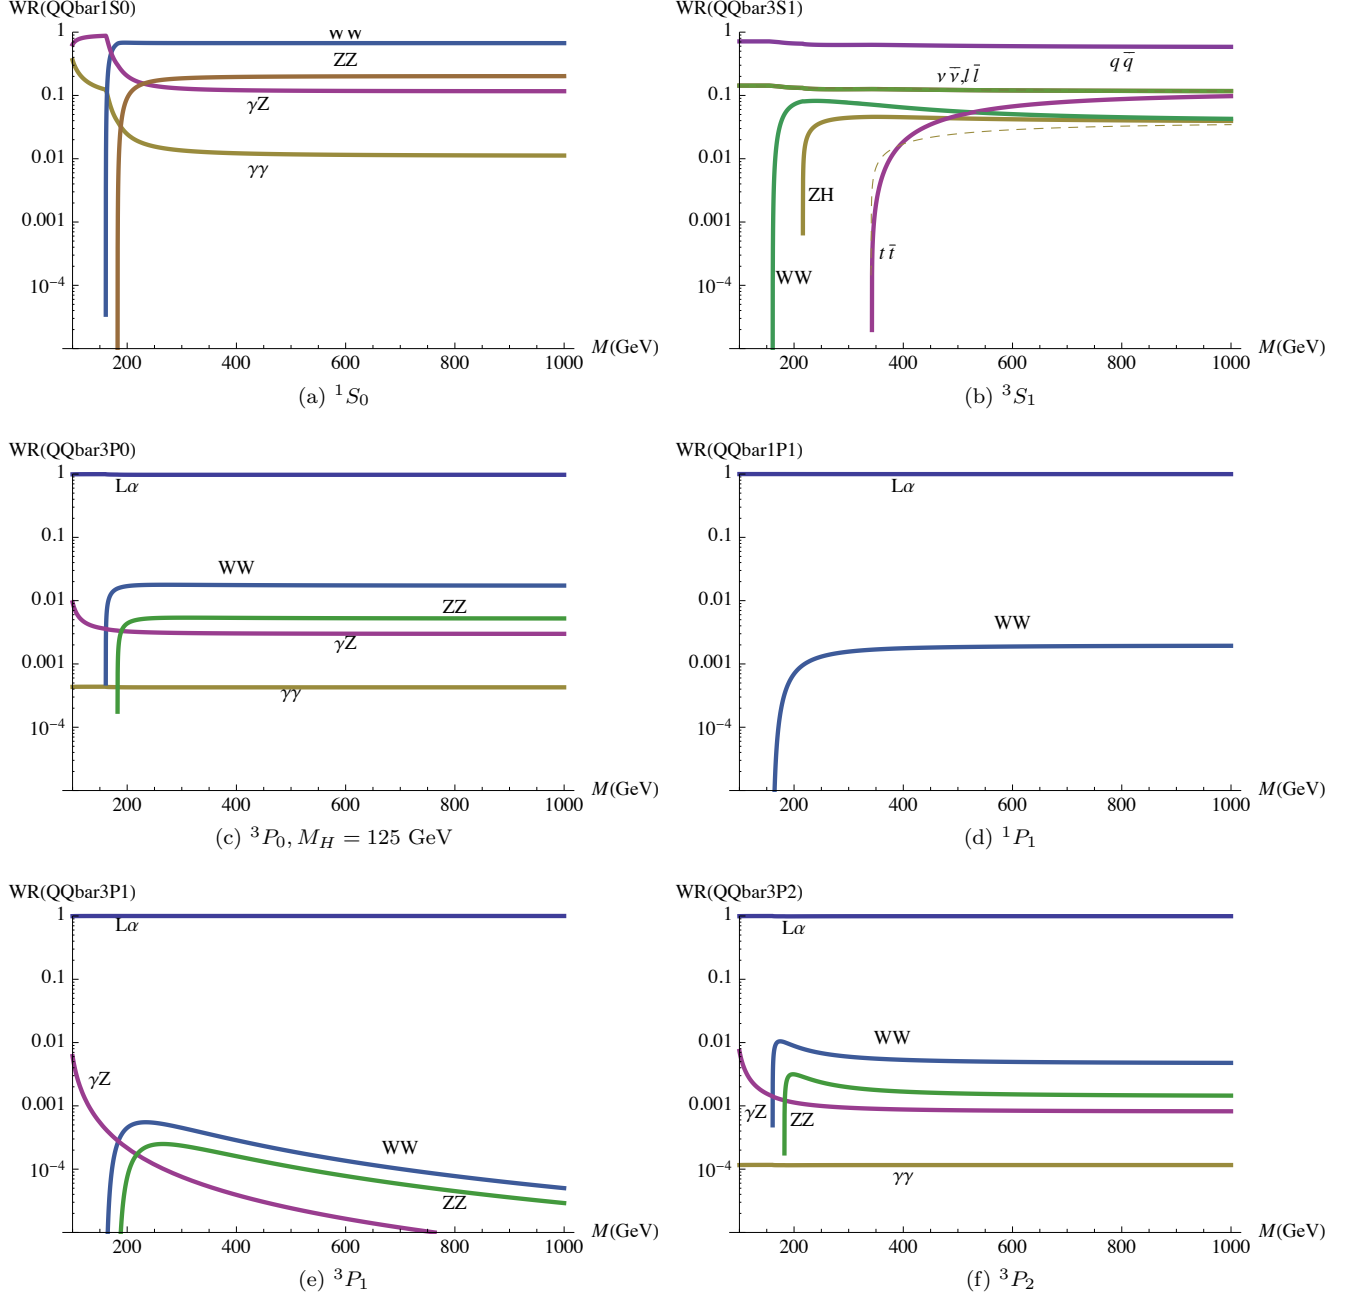 WR(QQbar1S0)
1
0.1
0.01
0.001
10⁻⁴
WW
ZZ
γZ
γγ
200 400 600 800 1000
M(GeV)
(a) ¹S₀
WR(QQbar3S1)
1
0.1
0.01
0.001
10⁻⁴
q q̄
ν ν̄,l l̄
ZH
t t̄
WW
200 400 600 800 1000
M(GeV)
(b) ³S₁
WR(QQbar3P0)
1
0.1
0.01
0.001
10⁻⁴
Lα
WW
ZZ
γZ
γγ
200 400 600 800 1000
M(GeV)
(c) ³P₀, M_H = 125 GeV
WR(QQbar1P1)
1
0.1
0.01
0.001
10⁻⁴
Lα
WW
200 400 600 800 1000
M(GeV)
(d) ¹P₁
WR(QQbar3P1)
1
0.1
0.01
0.001
10⁻⁴
Lα
γZ
WW
ZZ
200 400 600 800 1000
M(GeV)
(e) ³P₁
WR(QQbar3P2)
1
0.1
0.01
0.001
10⁻⁴
Lα
WW
γZ ZZ
γγ
200 400 600 800 1000
M(GeV)
(f) ³P₂